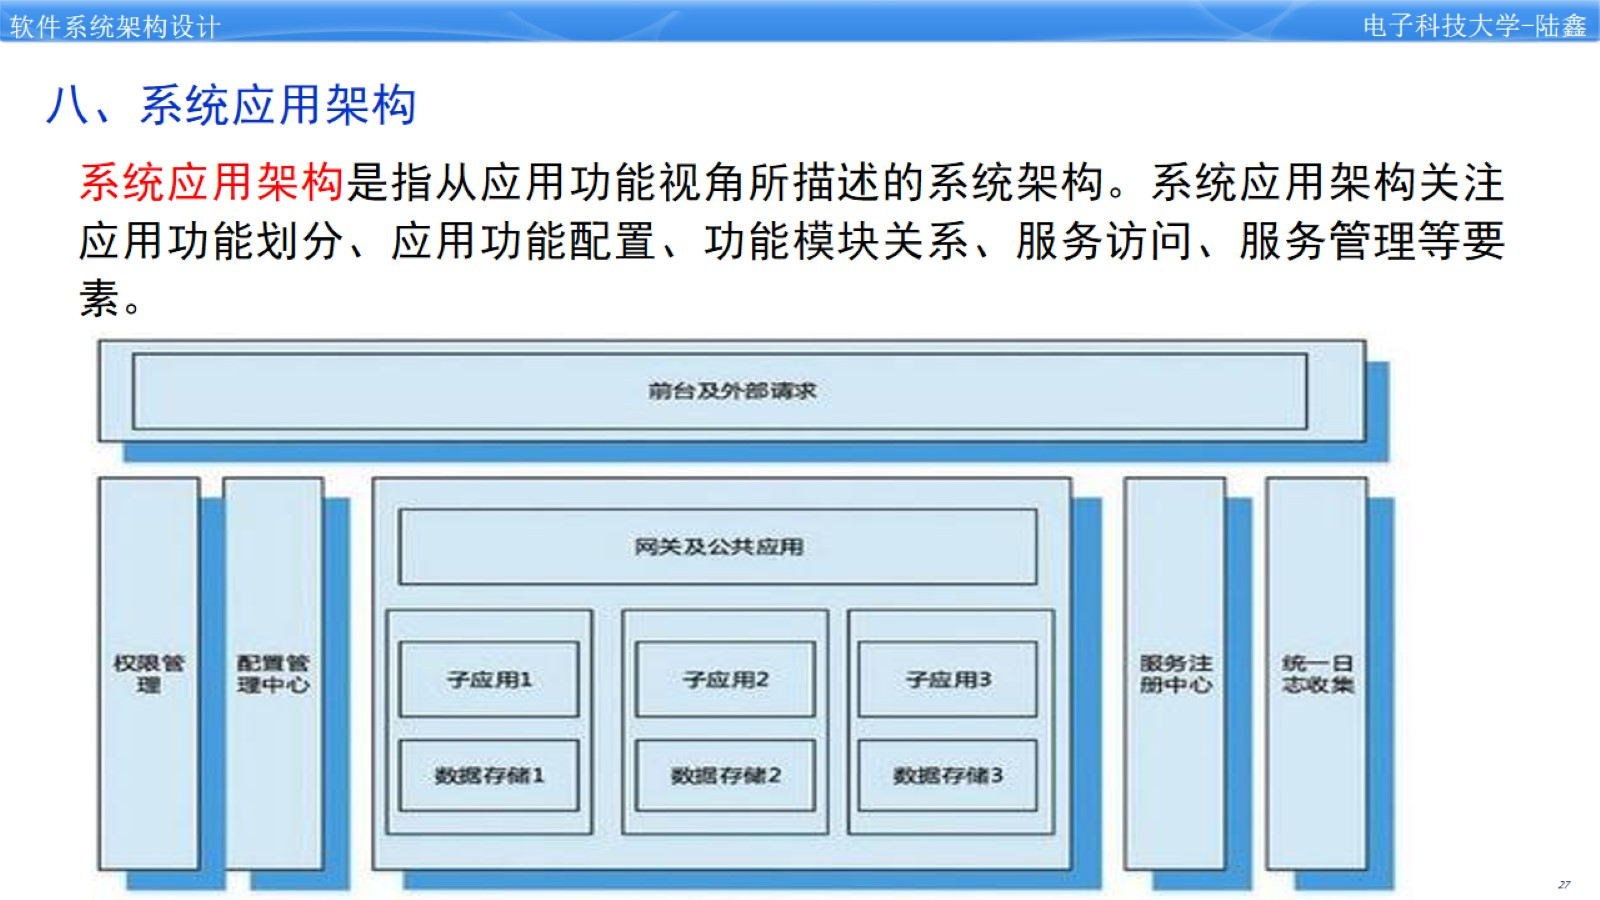 软件系统架构设计
电子科技大学-陆鑫
八、系统应用架构
系统应用架构是指从应用功能视角所描述的系统架构。系统应用架构关注
应用功能划分、应用功能配置、功能模块关系、服务访问、服务管理等要
素。
前台及外部请求
权限管
理
配置管
理中心
网关及公共应用
子应用1
数据存储1
子应用2
数据存储2
子应用3
数据存储3
服务注
册中心
统一日
志收集
27